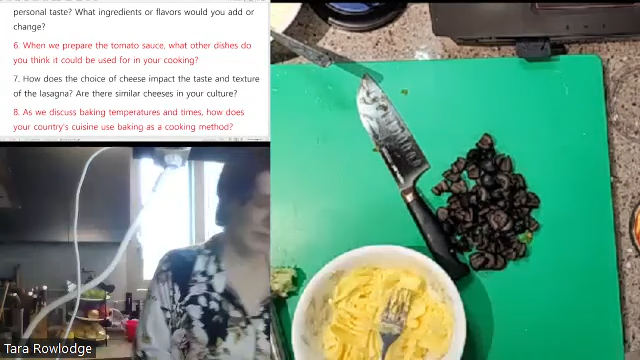 personal taste? What ingredients or flavors would you add or
change?
6. When we prepare the tomato sauce, what other dishes do
you think it could be used for in your cooking?
7. How does the choice of cheese impact the taste and texture
of the lasagna? Are there similar cheeses in your culture?
8. As we discuss baking temperatures and times, how does
your country's cuisine use baking as a cooking method?
Tara Rowlodge